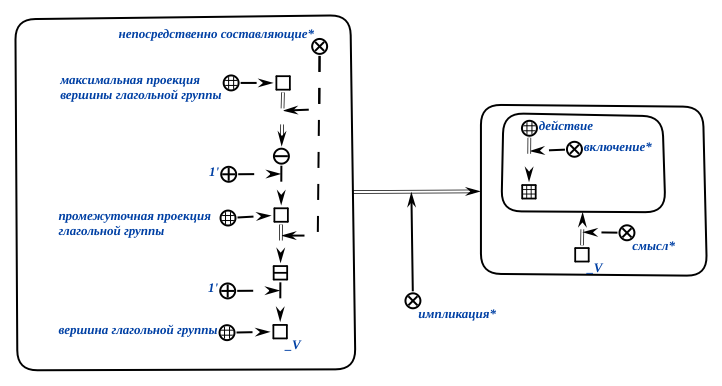 непосредственно составляющие*
максимальная проекция
вершины глагольной группы
1'
промежуточная проекция
глагольной группы
1'
вершина глагольной группы
_V
импликация*
действие
включение*
смысл*
_V